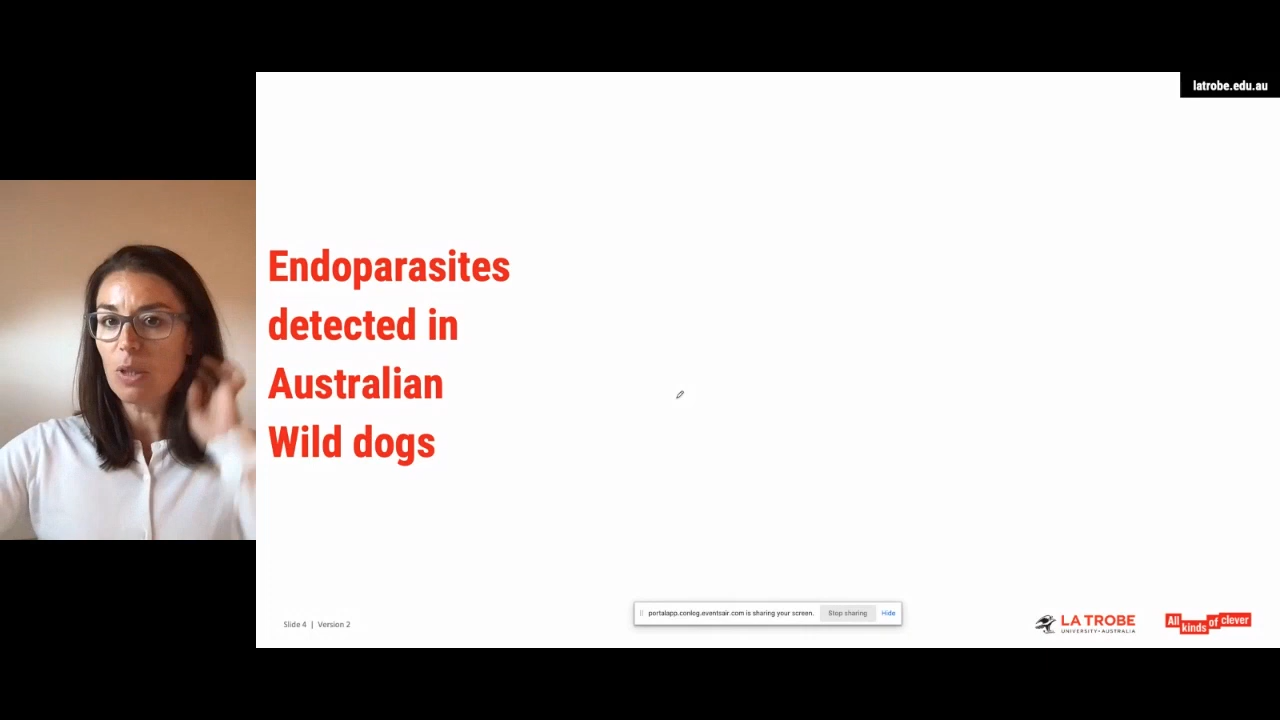 latrobe.edu.au
Endoparasites
detected in
Australian
Wild dogs
portalapp.conlog.eventsair.com is sharing your screen. Stop sharing Hide
Slide 4 | Version 2
LA TROBE
UNIVERSITY • AUSTRALIA
All kinds of clever